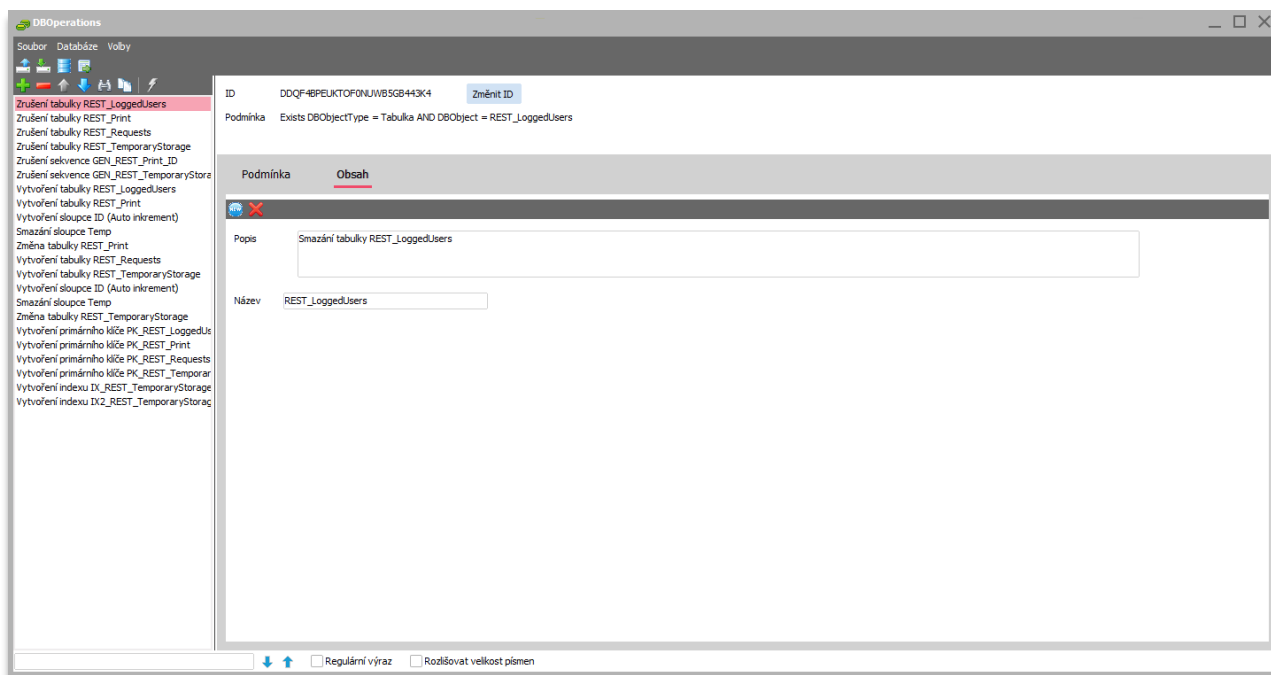 DBOperations
Soubor Databáze Volby
Zrušení tabulky REST_LoggedUsers
Zrušení tabulky REST_Print
Zrušení tabulky REST_Requests
Zrušení tabulky REST_TemporaryStorage
Zrušení sekvence GEN_REST_Print_ID
Zrušení sekvence GEN_REST_TemporaryStora
Vytvoření tabulky REST_LoggedUsers
Vytvoření tabulky REST_Print
Vytvoření sloupce ID (Auto inkrement)
Smazání sloupce Temp
Změna tabulky REST_Print
Vytvoření tabulky REST_Requests
Vytvoření tabulky REST_TemporaryStorage
Vytvoření sloupce ID (Auto inkrement)
Smazání sloupce Temp
Změna tabulky REST_TemporaryStorage
Vytvoření primárního klíče PK_REST_LoggedUs
Vytvoření primárního klíče PK_REST_Print
Vytvoření primárního klíče PK_REST_Requests
Vytvoření primárního klíče PK_REST_Temporar
Vytvoření indexu IX_REST_TemporaryStorage
Vytvoření indexu IX2_REST_TemporaryStorag
ID DDQF4BPEUKTOF0NUWB5GB443K4 Změnit ID
Podmínka Exists DBObjectType = Tabulka AND DBObject = REST_LoggedUsers
Podmínka Obsah
NEW
Popis Smazání tabulky REST_LoggedUsers
Název REST_LoggedUsers
Regulární výraz Rozlišovat velikost písmen